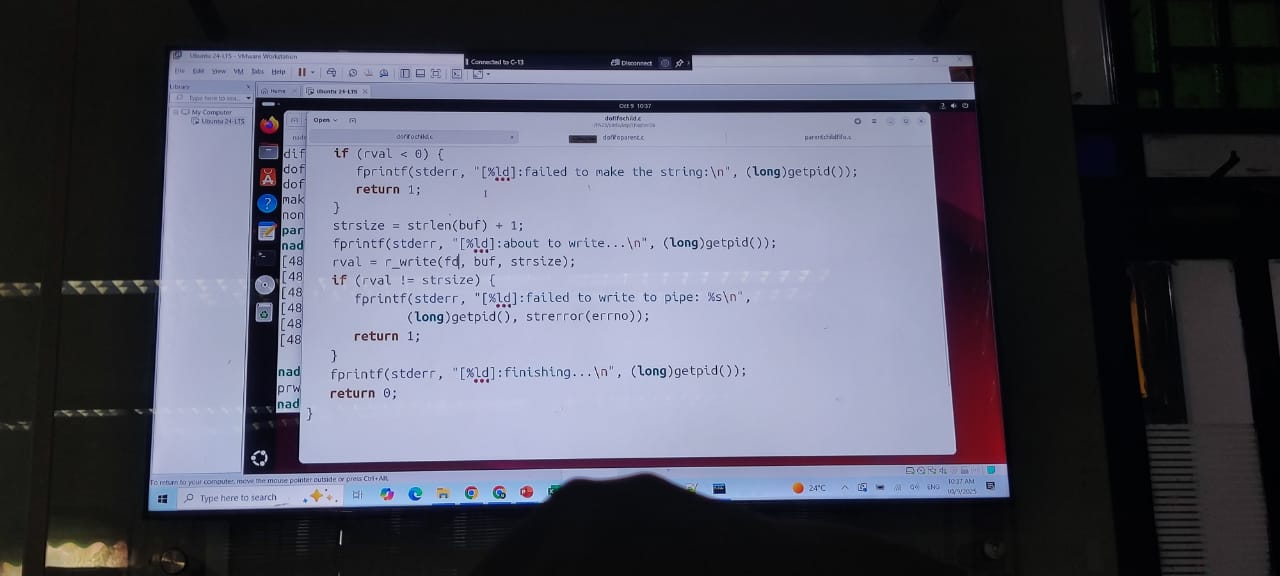 Ubuntu 24-LTS - VMware Workstation
Connected to C-13
Disconnect
File Edit View VM Tabs Help
Library
Type here to sea...
Home
Ubuntu 24-LTS
My Computer
Ubuntu 24-LTS
Oct 9 10:37
Open
dofifochild.c
dofifochild.c
dofifoparent.c
parentchildfifo.c
dif
dof
dof
mak
non
par
nad
[48
[48
[48
[48
[48
[48
nad
prw
nad
if (rval < 0) {
fprintf(stderr, "[%ld]:failed to make the string:\n", (long)getpid());
return 1;
}
strsize = strlen(buf) + 1;
fprintf(stderr, "[%ld]:about to write...\n", (long)getpid());
rval = r_write(fd, buf, strsize);
if (rval != strsize) {
fprintf(stderr, "[%ld]:failed to write to pipe: %s\n",
(long)getpid(), strerror(errno));
return 1;
}
fprintf(stderr, "[%ld]:finishing...\n", (long)getpid());
return 0;
}
To return to your computer, move the mouse pointer outside or press Ctrl+Alt.
Type here to search
24°C
ENG
10:37 AM
10/9/2025